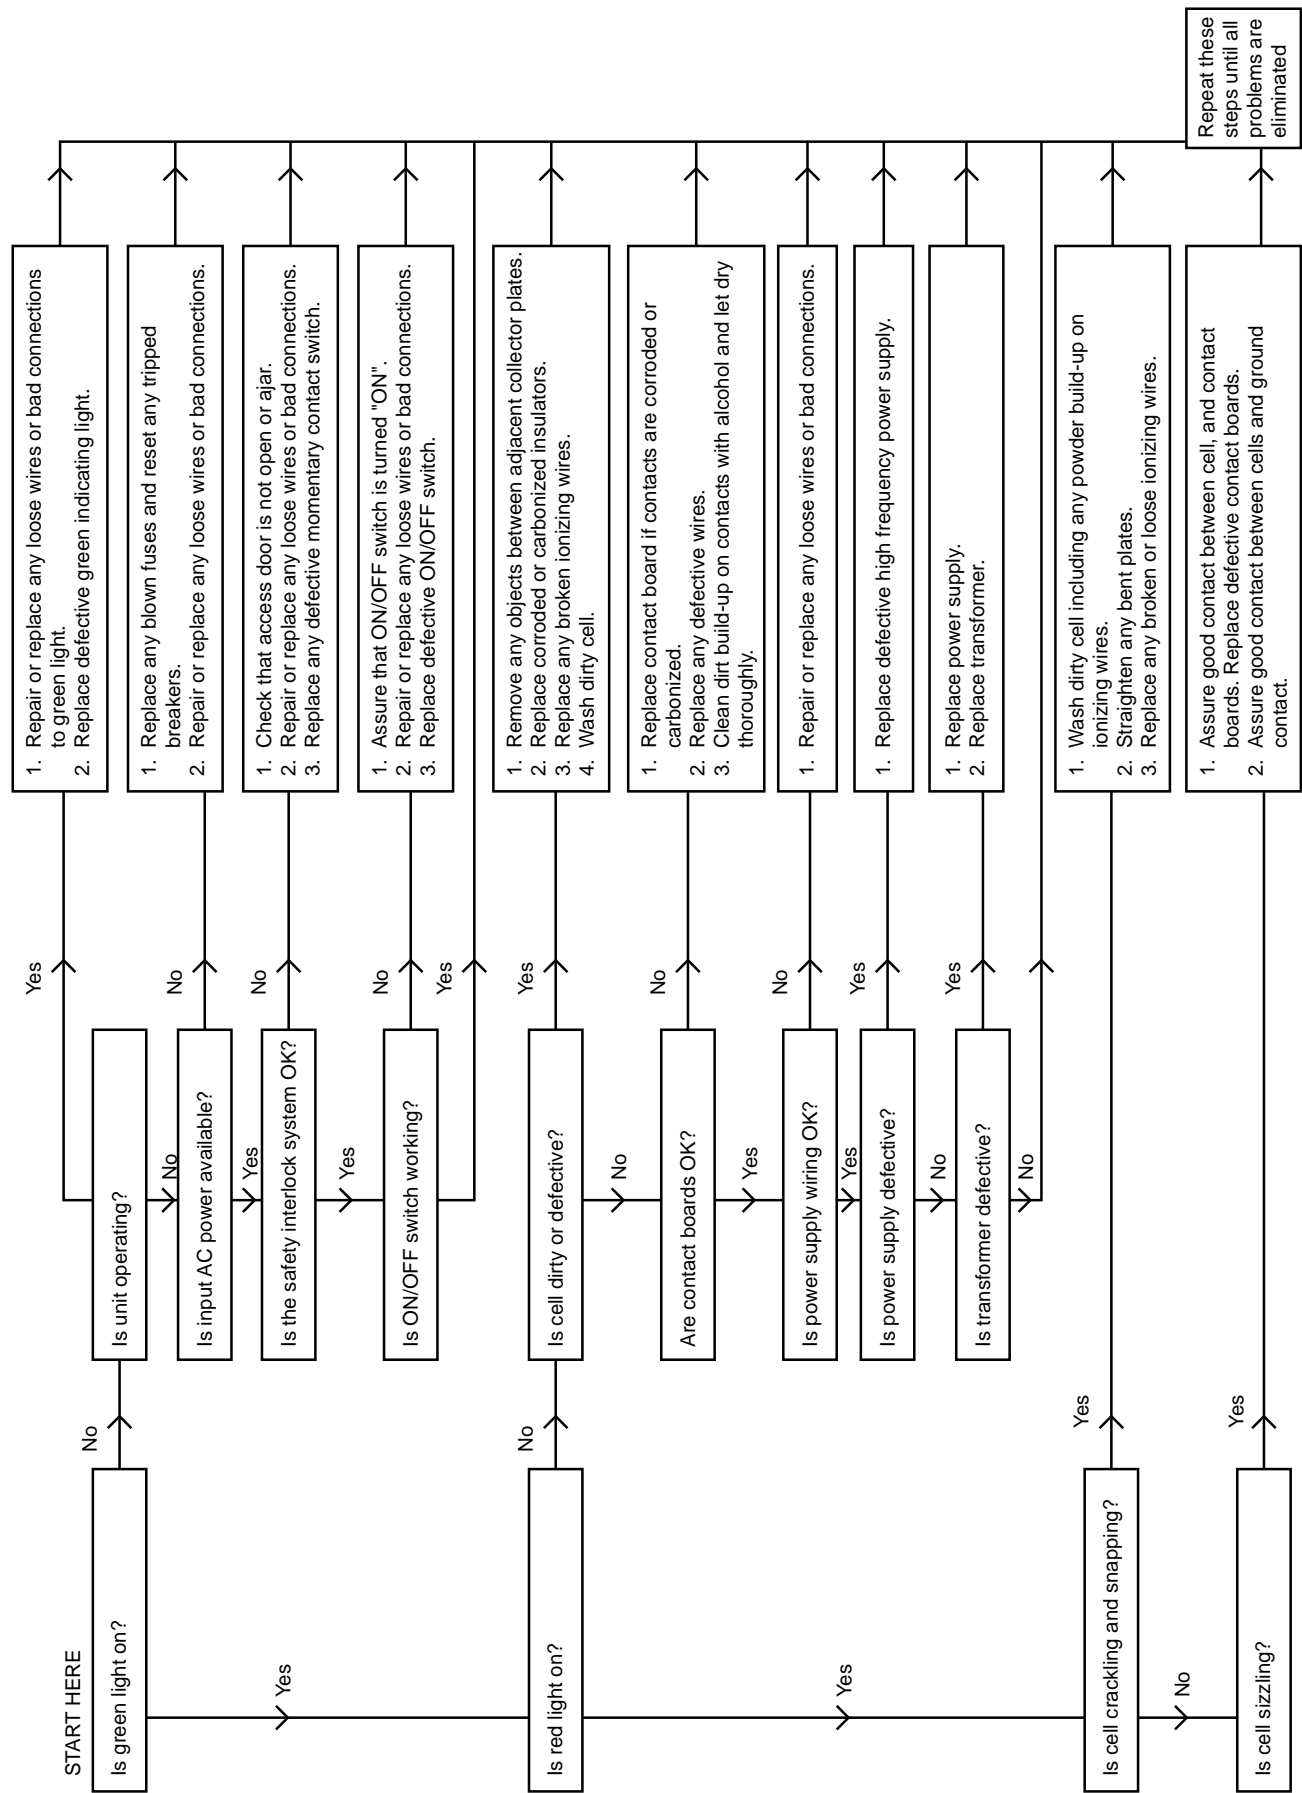 START HERE
Is green light on?
No
Is unit operating?
Yes
1. Repair or replace any loose wires or bad connections
to green light.
2. Replace defective green indicating light.
No
Is input AC power available?
No
1. Replace any blown fuses and reset any tripped
breakers.
2. Repair or replace any loose wires or bad connections.
Yes
Is the safety interlock system OK?
No
1. Check that access door is not open or ajar.
2. Repair or replace any loose wires or bad connections.
3. Replace any defective momentary contact switch.
Yes
Is ON/OFF switch working?
No
1. Assure that ON/OFF switch is turned "ON".
2. Repair or replace any loose wires or bad connections.
3. Replace defective ON/OFF switch.
Yes
Yes
Is red light on?
No
Is cell dirty or defective?
Yes
1. Remove any objects between adjacent collector plates.
2. Replace corroded or carbonized insulators.
3. Replace any broken ionizing wires.
4. Wash dirty cell.
No
Are contact boards OK?
No
1. Replace contact board if contacts are corroded or
carbonized.
2. Replace any defective wires.
3. Clean dirt build-up on contacts with alcohol and let dry
thoroughly.
Yes
Is power supply wiring OK?
No
1. Repair or replace any loose wires or bad connections.
Yes
Is power supply defective?
Yes
1. Replace defective high frequency power supply.
No
Is transformer defective?
Yes
1. Replace power supply.
2. Replace transformer.
No
Yes
Is cell crackling and snapping?
Yes
1. Wash dirty cell including any powder build-up on
ionizing wires.
2. Straighten any bent plates.
3. Replace any broken or loose ionizing wires.
No
Is cell sizzling?
Yes
1. Assure good contact between cell, and contact
boards. Replace defective contact boards.
2. Assure good contact between cells and ground
contact.
Repeat these
steps until all
problems are
eliminated